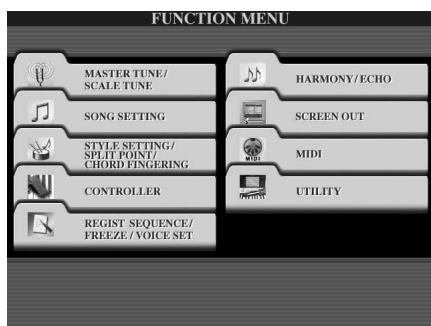 FUNCTION MENU
MASTER TUNE/
SCALE TUNE
SONG SETTING
STYLE SETTING/
SPLIT POINT/
CHORD FINGERING
CONTROLLER
REGIST SEQUENCE/
FREEZE / VOICE SET
HARMONY/ ECHO
SCREEN OUT
MIDI
MIDI
UTILITY